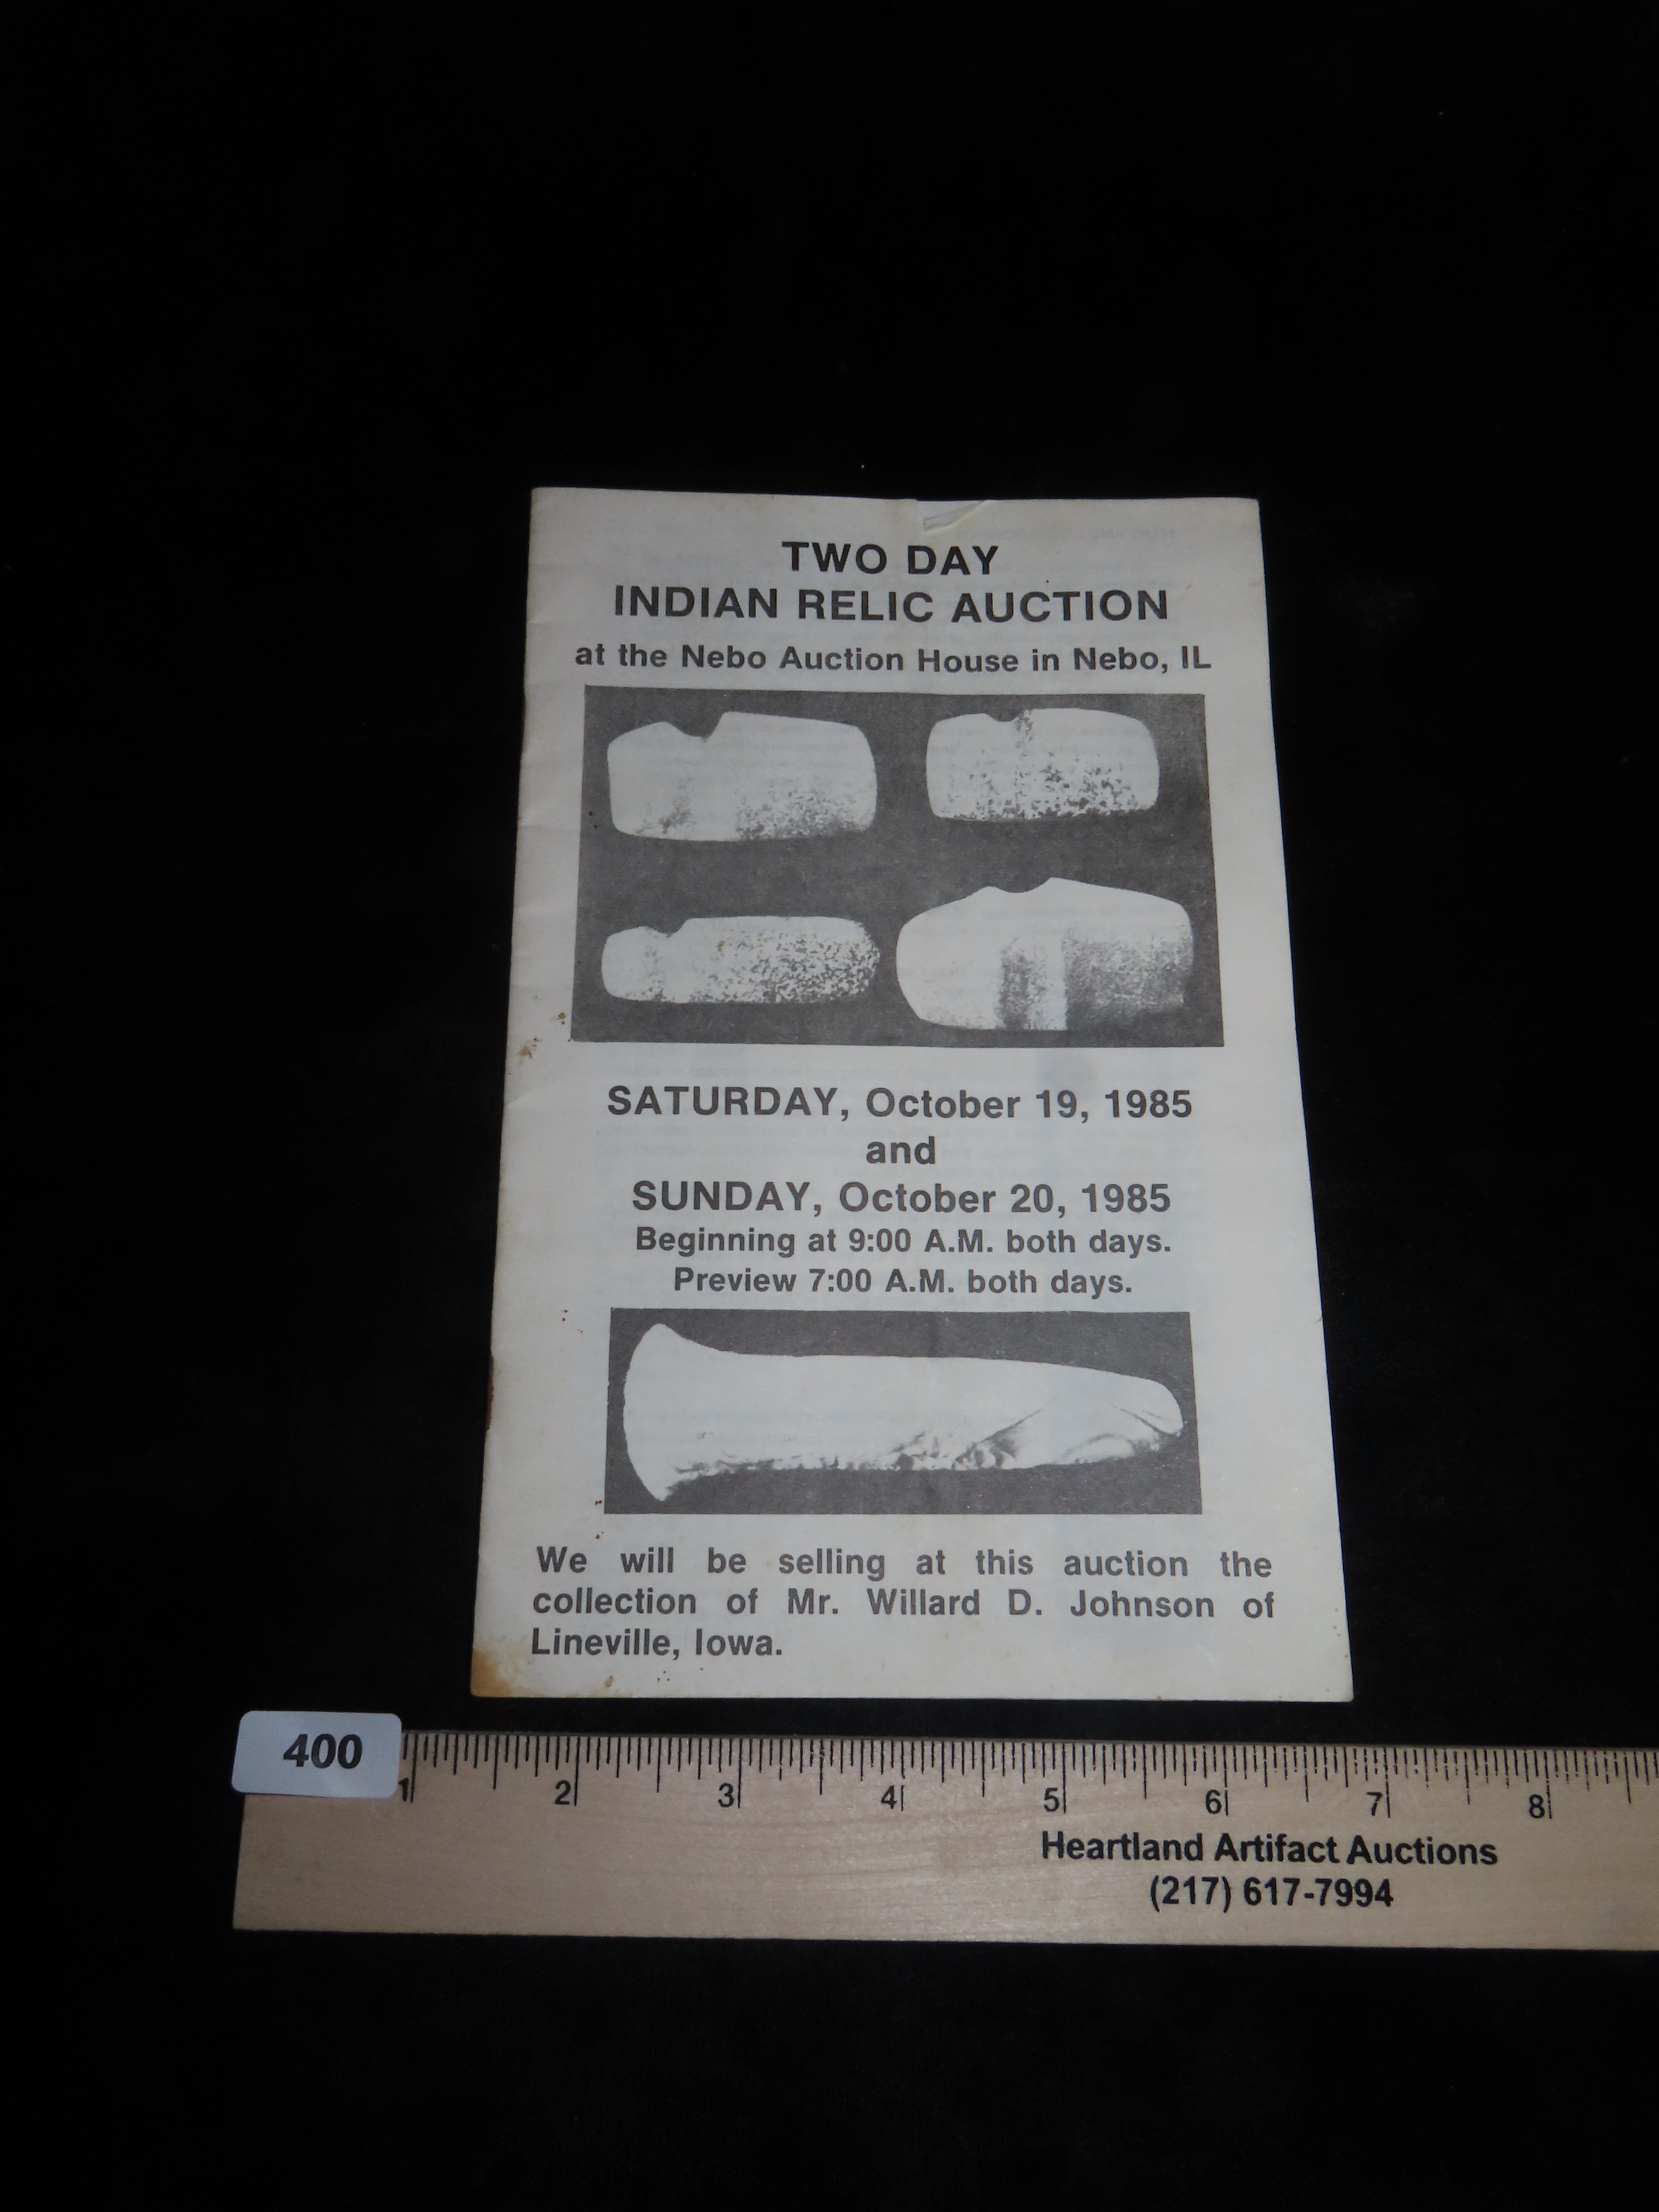 TWO DAY
INDIAN RELIC AUCTION
at the Nebo Auction House in Nebo, IL
SATURDAY, October 19, 1985
and
SUNDAY, October 20, 1985
Beginning at 9:00 A.M. both days.
Preview 7:00 A.M. both days.
We will be selling at this auction the
collection of Mr. Willard D. Johnson of
Lineville, Iowa.
400
1 2 3 4 5 6 7 8
Heartland Artifact Auctions
(217) 617-7994